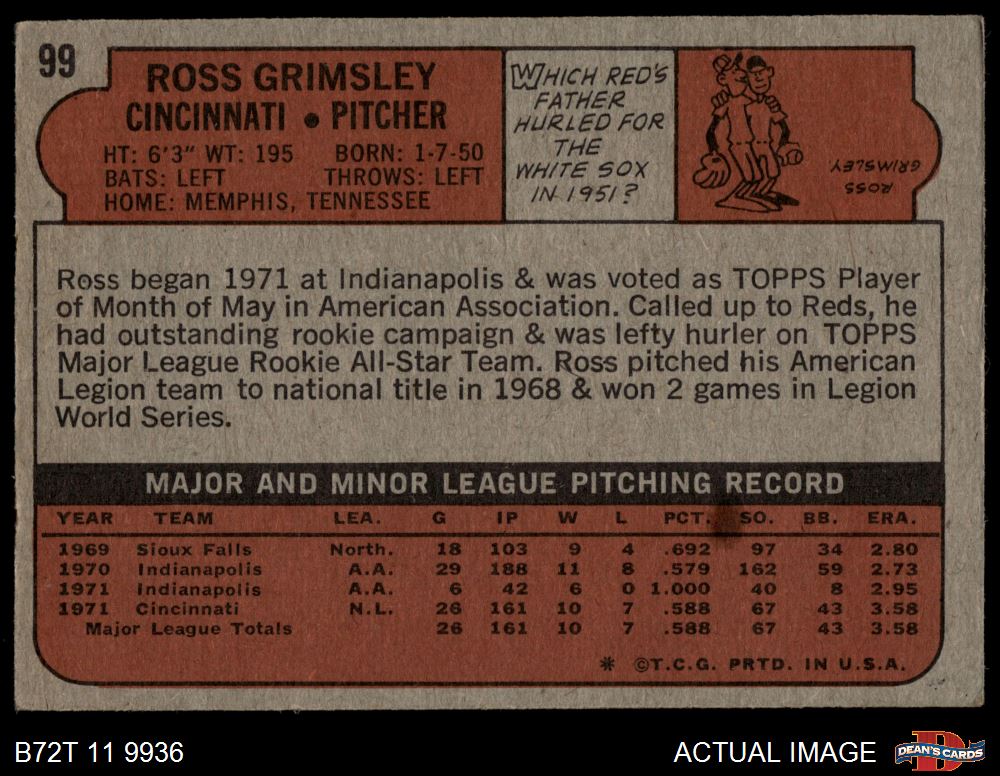 99
ROSS GRIMSLEY
CINCINNATI • PITCHER
HT: 6'3" WT: 195 BORN: 1-7-50
BATS: LEFT THROWS: LEFT
HOME: MEMPHIS, TENNESSEE
WHICH RED'S
FATHER
HURLED FOR
THE
WHITE SOX
IN 1951?
ROSS
GRIMSLEY
Ross began 1971 at Indianapolis & was voted as TOPPS Player
of Month of May in American Association. Called up to Reds, he
had outstanding rookie campaign & was lefty hurler on TOPPS
Major League Rookie All-Star Team. Ross pitched his American
Legion team to national title in 1968 & won 2 games in Legion
World Series.
MAJOR AND MINOR LEAGUE PITCHING RECORD
YEAR TEAM LEA. G IP W L PCT. SO. BB. ERA.
1969 Sioux Falls North. 18 103 9 4 .692 97 34 2.80
1970 Indianapolis A.A. 29 188 11 8 .579 162 59 2.73
1971 Indianapolis A.A. 6 42 6 0 1.000 40 8 2.95
1971 Cincinnati N.L. 26 161 10 7 .588 67 43 3.58
Major League Totals 26 161 10 7 .588 67 43 3.58
* ©T.C.G. PRTD. IN U.S.A.
B72T 11 9936
ACTUAL IMAGE
DEAN'S CARDS